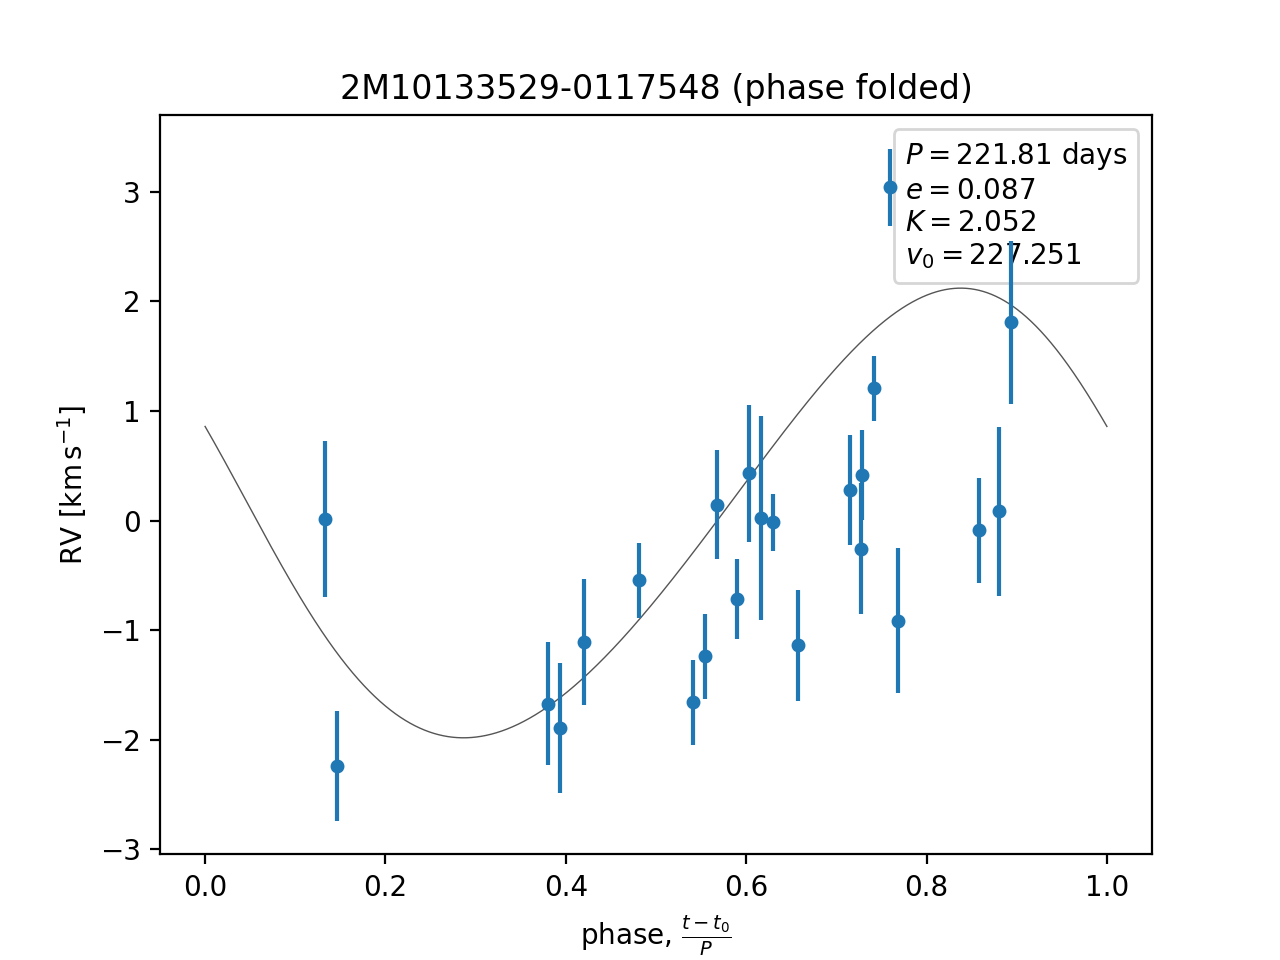 2M10133529-0117548 (phase folded)
P = 221.81 days
e = 0.087
K = 2.052
v₀ = 227.251
RV [km s⁻¹]
3
2
1
0
−1
−2
−3
0.0 0.2 0.4 0.6 0.8 1.0
phase, (t − t₀)/P